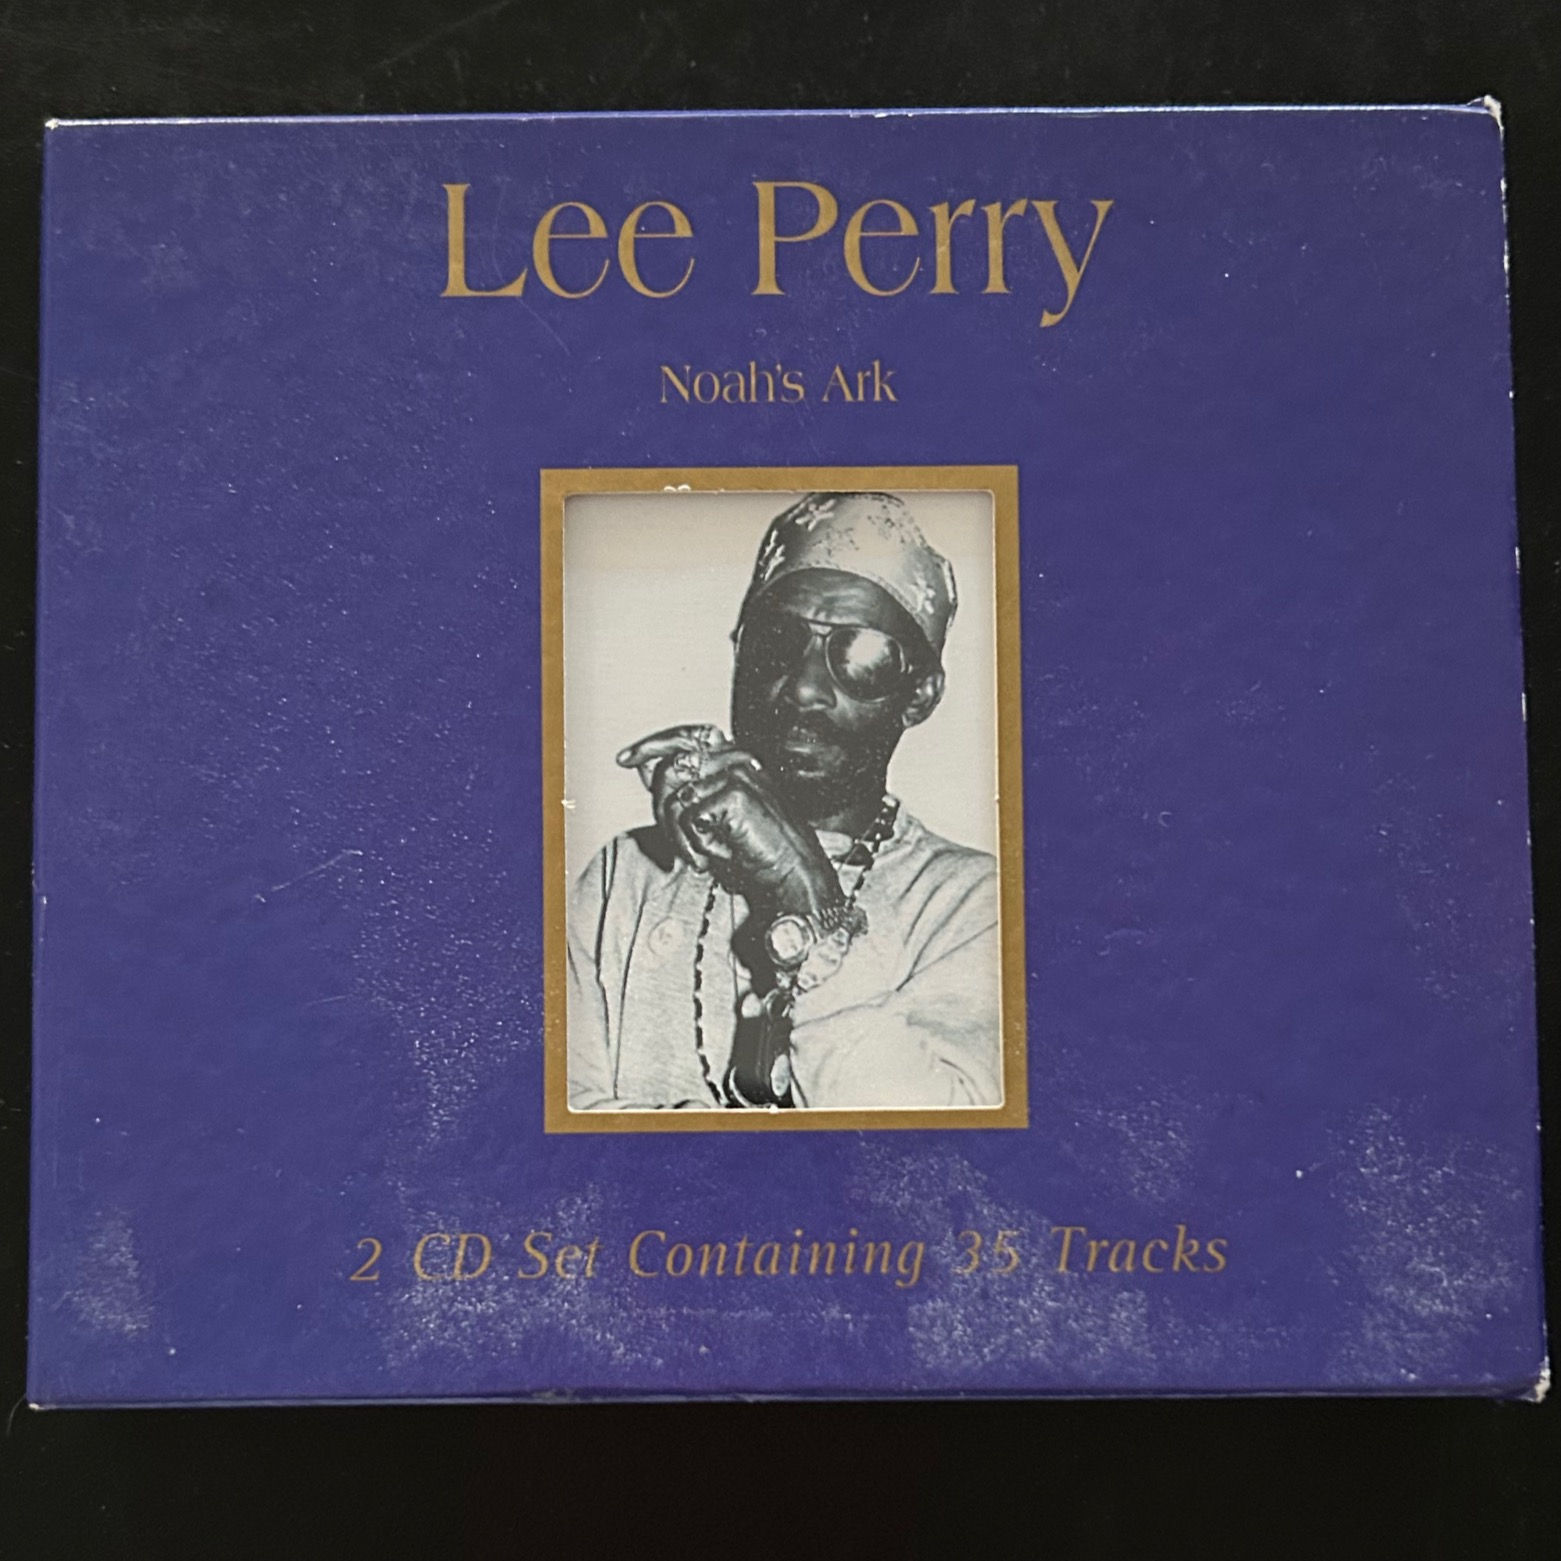 Lee Perry
Noah's Ark
2 CD Set Containing 35 Tracks